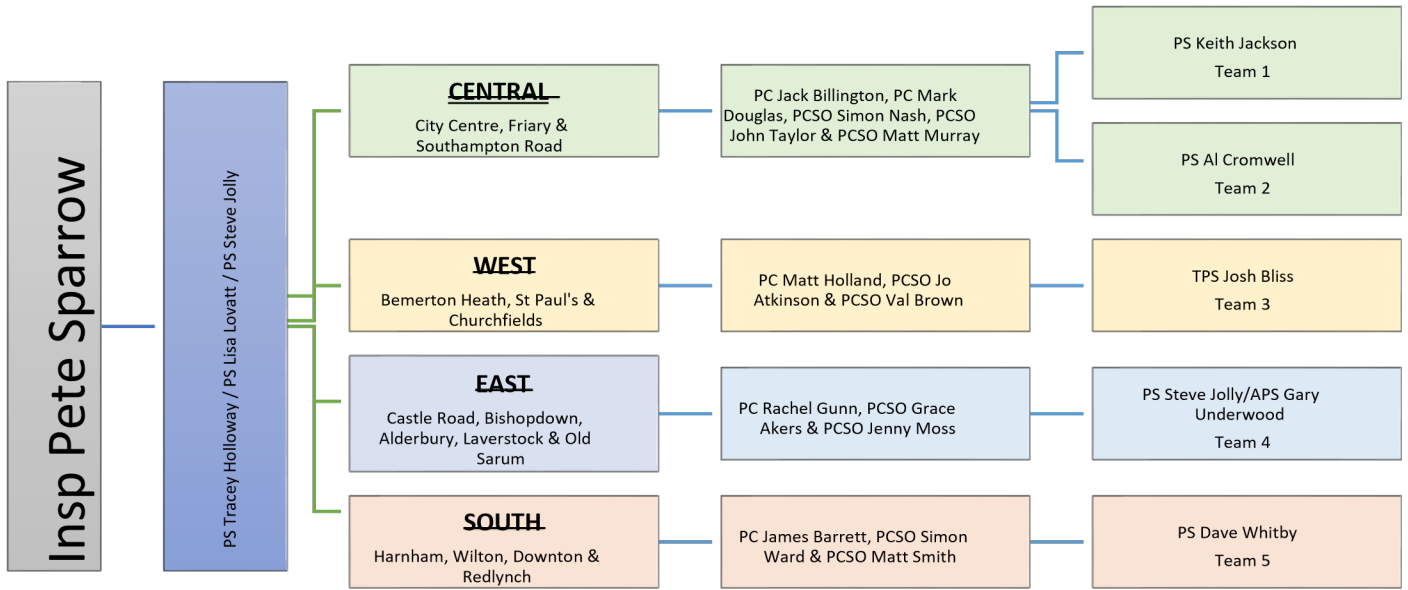 Insp Pete Sparrow
PS Tracey Holloway / PS Lisa Lovatt / PS Steve Jolly
CENTRAL
City Centre, Friary &
Southampton Road
PC Jack Billington, PC Mark
Douglas, PCSO Simon Nash, PCSO
John Taylor & PCSO Matt Murray
PS Keith Jackson
Team 1
PS Al Cromwell
Team 2
WEST
Bemerton Heath, St Paul's &
Churchfields
PC Matt Holland, PCSO Jo
Atkinson & PCSO Val Brown
TPS Josh Bliss
Team 3
EAST
Castle Road, Bishopdown,
Alderbury, Laverstock & Old
Sarum
PC Rachel Gunn, PCSO Grace
Akers & PCSO Jenny Moss
PS Steve Jolly/APS Gary
Underwood
Team 4
SOUTH
Harnham, Wilton, Downton &
Redlynch
PC James Barrett, PCSO Simon
Ward & PCSO Matt Smith
PS Dave Whitby
Team 5